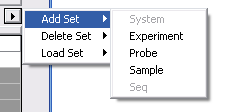 Add Set
Delete Set
Load Set
System
Experiment
Probe
Sample
Seq